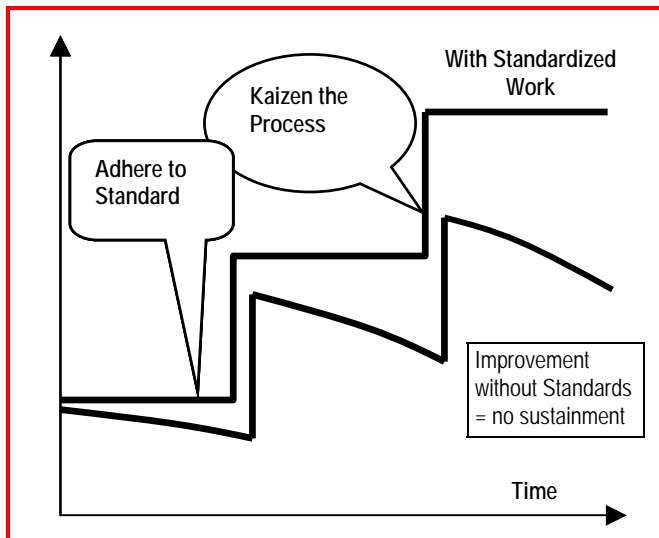 With Standardized
Work
Kaizen the
Process
Adhere to
Standard
Improvement
without Standards
= no sustainment
Time